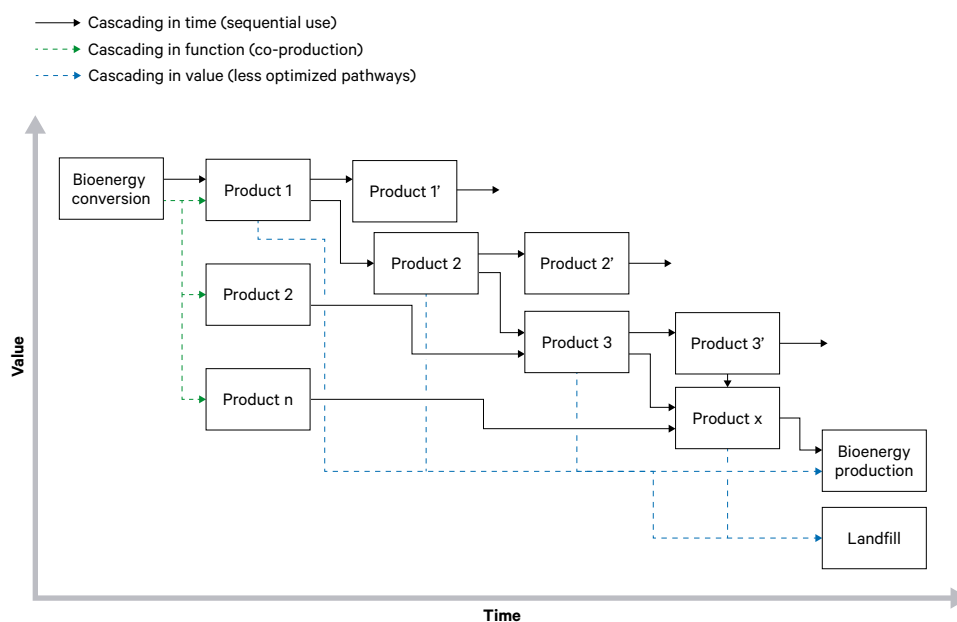 Cascading in time (sequential use)
Cascading in function (co-production)
Cascading in value (less optimized pathways)
Value
Bioenergy
conversion
Product 1
Product 1'
Product 2
Product 2'
Product 2
Product 3
Product 3'
Product n
Product x
Bioenergy
production
Landfill
Time